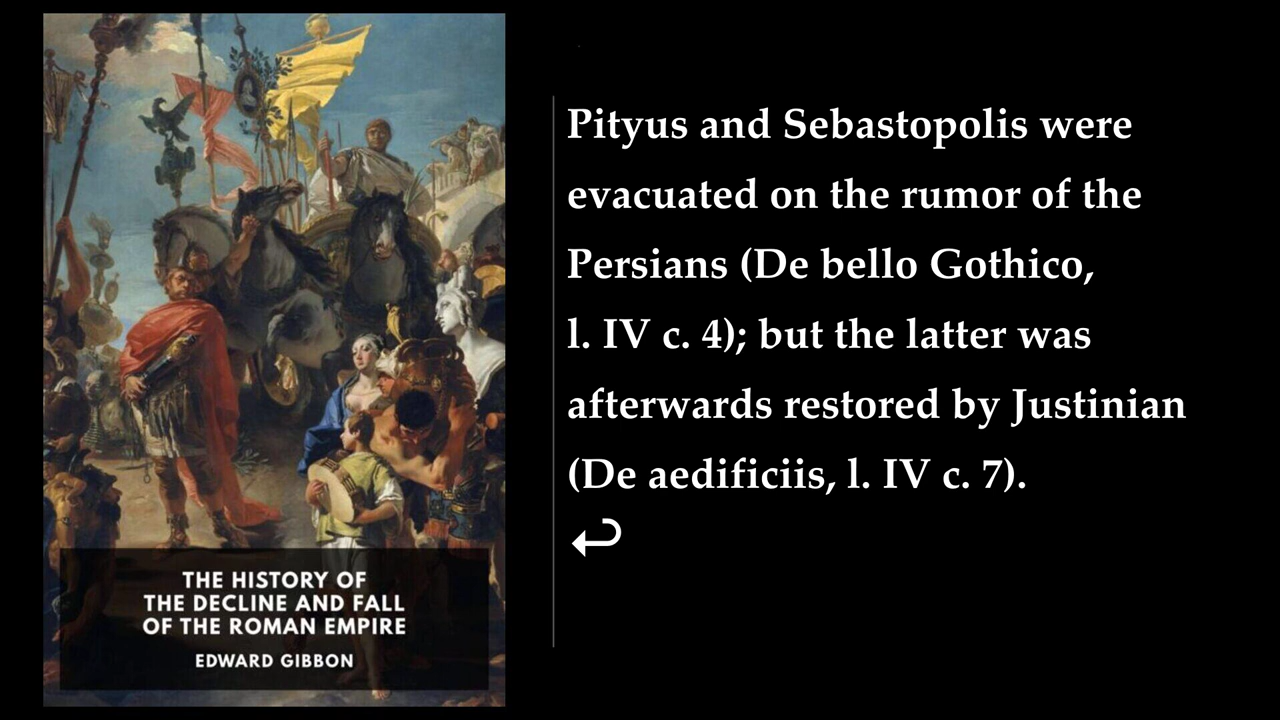 THE HISTORY OF
THE DECLINE AND FALL
OF THE ROMAN EMPIRE
EDWARD GIBBON
Pityus and Sebastopolis were
evacuated on the rumor of the
Persians (De bello Gothico,
l. IV c. 4); but the latter was
afterwards restored by Justinian
(De aedificiis, l. IV c. 7).
↩